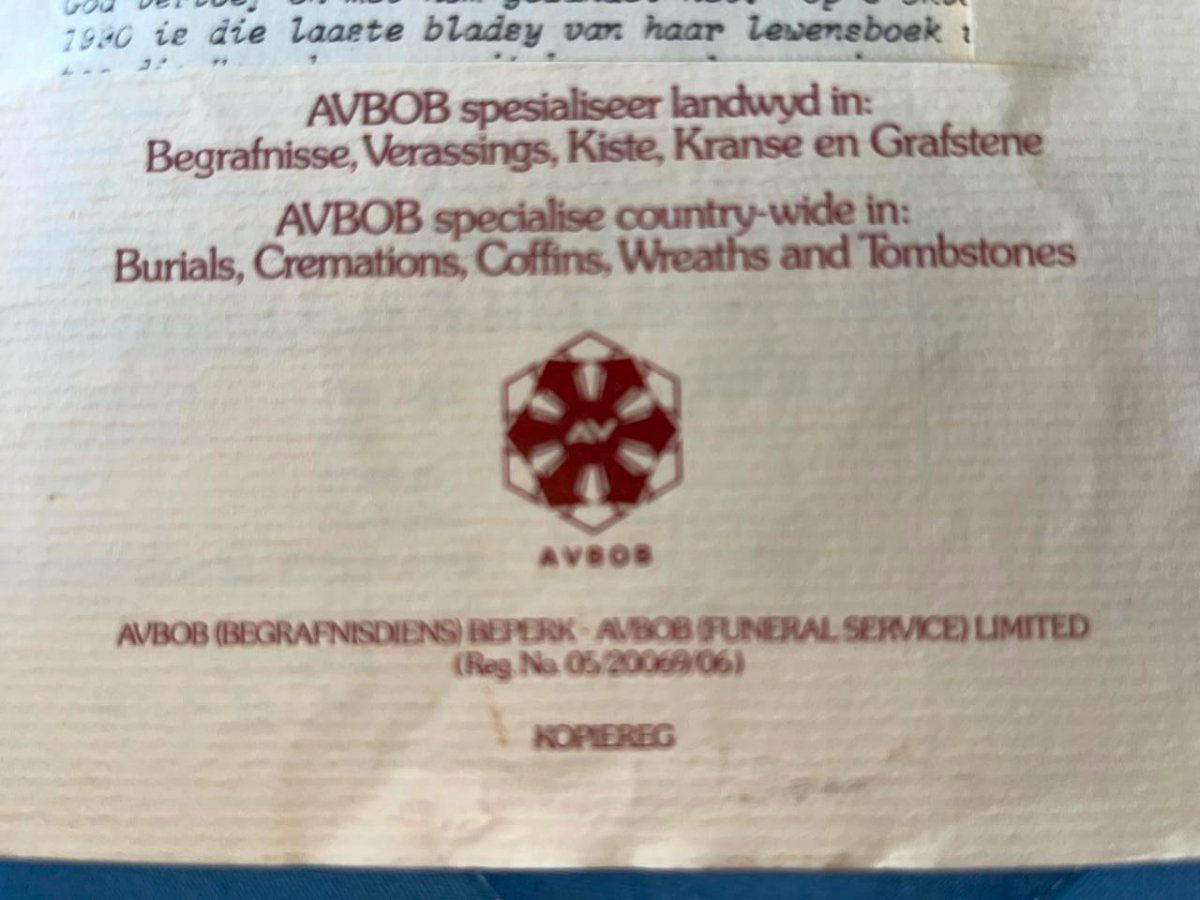 1980 is die laaste bladsy van haar lewensboek
AVBOB spesialiseer landwyd in:
Begrafnisse, Verassings, Kiste, Kranse en Grafstene
AVBOB specialise country-wide in:
Burials, Cremations, Coffins, Wreaths and Tombstones
AV
AVBOB
AVBOB (BEGRAFNISDIENS) BEPERK - AVBOB (FUNERAL SERVICE) LIMITED
(Reg. No. 05/20069/06)
KOPIEREG